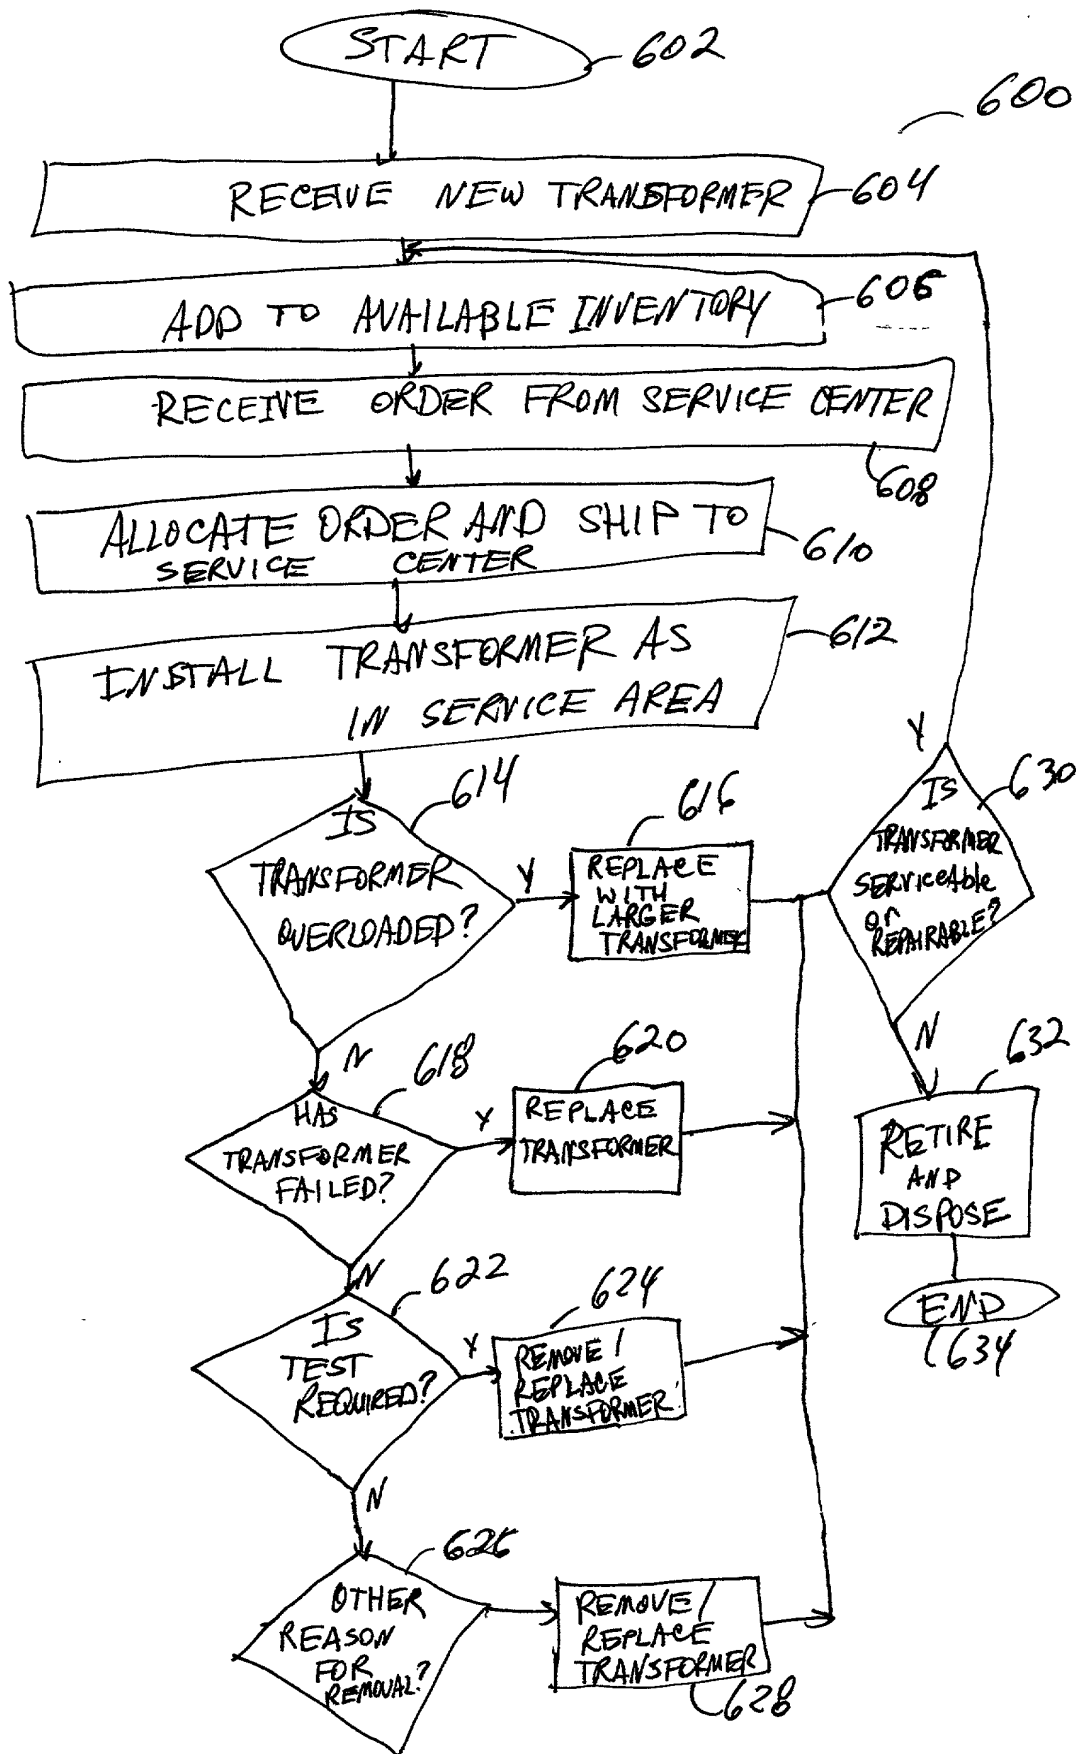 START
602
600
RECEIVE NEW TRANSFORMER
604
ADD TO AVAILABLE INVENTORY
606
RECEIVE ORDER FROM SERVICE CENTER
608
ALLOCATE ORDER AND SHIP TO
SERVICE CENTER
610
INSTALL TRANSFORMER AS
IN SERVICE AREA
612
IS
TRANSFORMER
OVERLOADED?
614
Y
N
REPLACE
WITH
LARGER
TRANSFORMER
616
Y
IS
TRANSFORMER
SERVICEAble
or
REPAIRABLE?
630
N
HAS
TRANSFORMER
FAILED?
618
Y
N
REPLACE
TRANSFORMER
620
RETIRE
AND
DISPOSE
632
END
634
IS
TEST
REQUIRED?
622
Y
N
REMOVE /
REPLACE
TRANSFORMER
624
OTHER
REASON
FOR
REMOVAL?
626
REMOVE /
REPLACE
TRANSFORMER
628